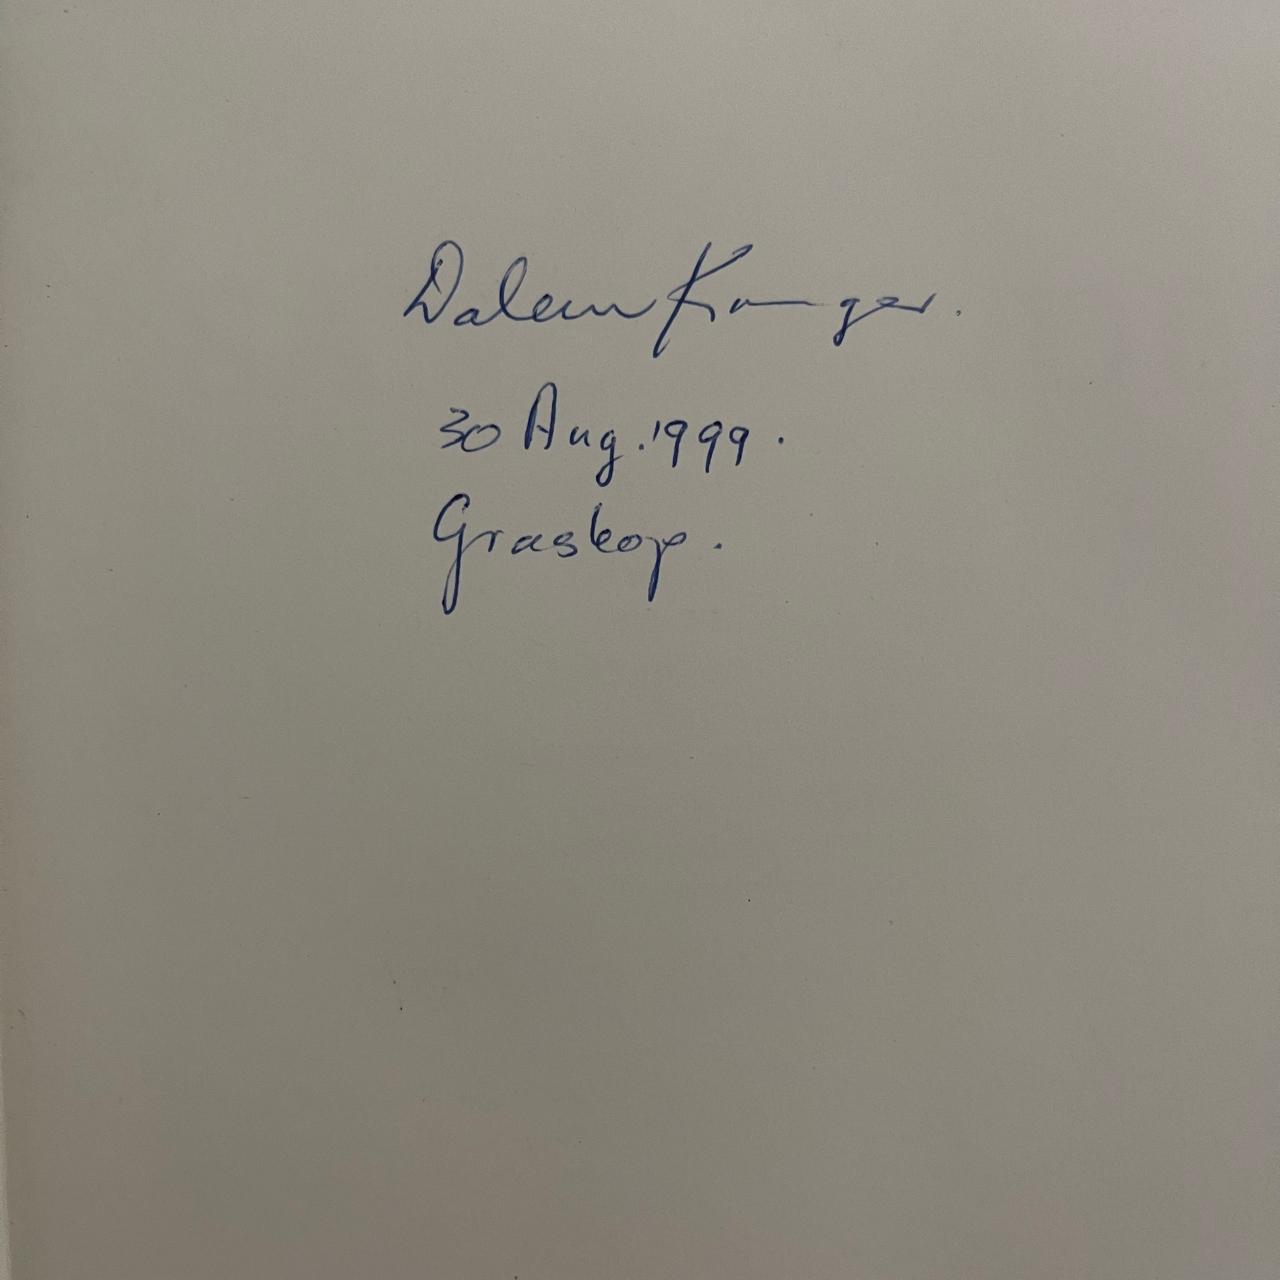 Dalene Kruger.
30 Aug. 1999.
Graskop.